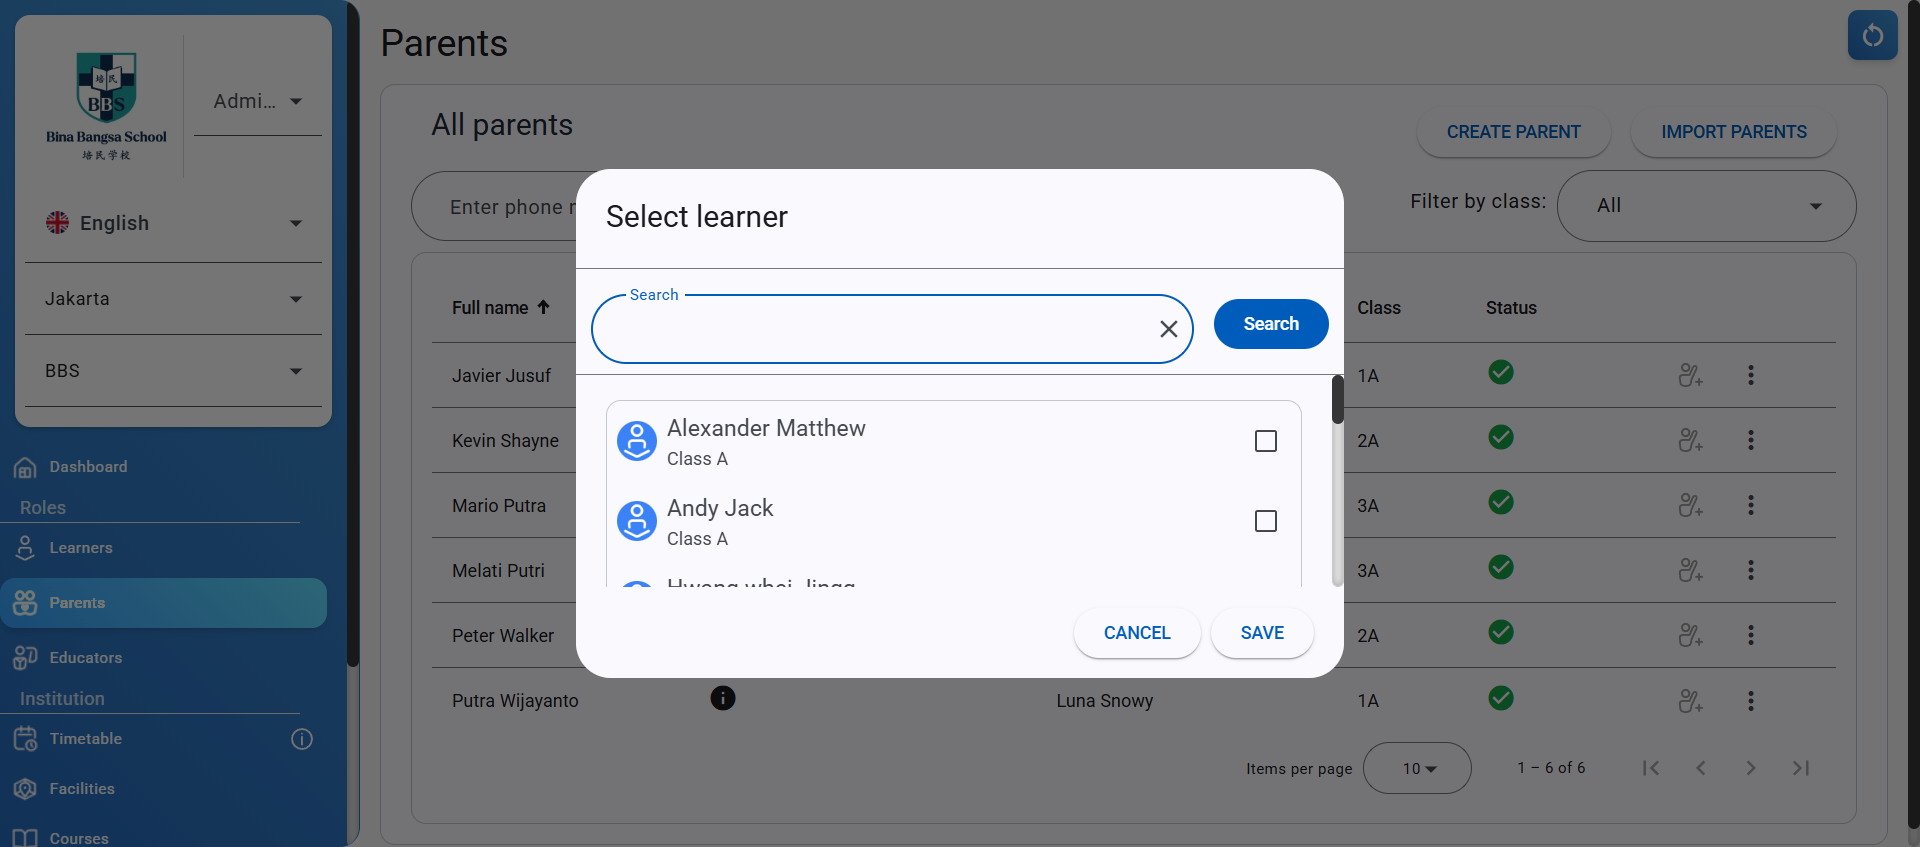 培 民
BBS
Bina Bangsa School
培民学校
Admi...
English
Jakarta
BBS
Dashboard
Roles
Learners
Parents
Educators
Institution
Timetable
Facilities
Courses
Parents
All parents
CREATE PARENT
IMPORT PARENTS
Enter phone
Filter by class:
All
Full name
Class
Status
Javier Jusuf
1A
Kevin Shayne
2A
Mario Putra
3A
Melati Putri
3A
Peter Walker
2A
Putra Wijayanto
Luna Snowy
1A
Items per page
10
1 – 6 of 6
Select learner
Search
Search
Alexander Matthew
Class A
Andy Jack
Class A
CANCEL
SAVE